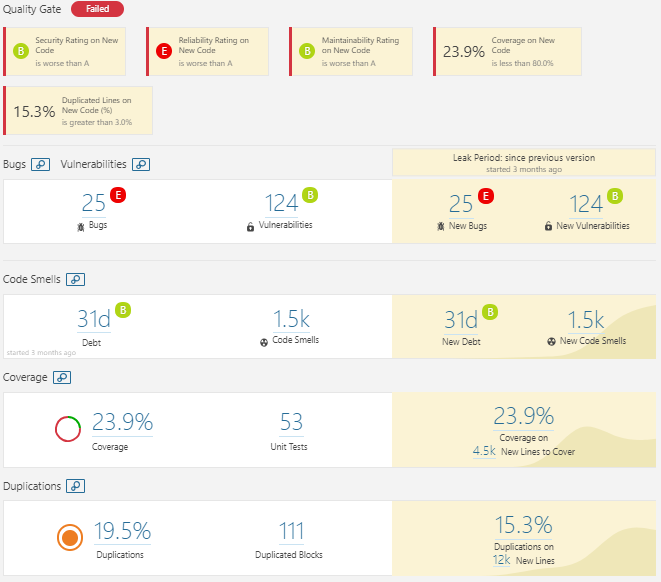 Quality Gate Failed
B Security Rating on New
Code
is worse than A
E Reliability Rating on
New Code
is worse than A
B Maintainability Rating
on New Code
is worse than A
23.9% Coverage on New
Code
is less than 80.0%
15.3% Duplicated Lines on
New Code (%)
is greater than 3.0%
Bugs Vulnerabilities
Leak Period: since previous version
started 3 months ago
25 E
Bugs
124 B
Vulnerabilities
25 E
New Bugs
124 B
New Vulnerabilities
Code Smells
31d B
Debt
1.5k
Code Smells
started 3 months ago
31d B
New Debt
1.5k
New Code Smells
Coverage
23.9%
Coverage
53
Unit Tests
23.9%
Coverage on
4.5k New Lines to Cover
Duplications
19.5%
Duplications
111
Duplicated Blocks
15.3%
Duplications on
12k New Lines